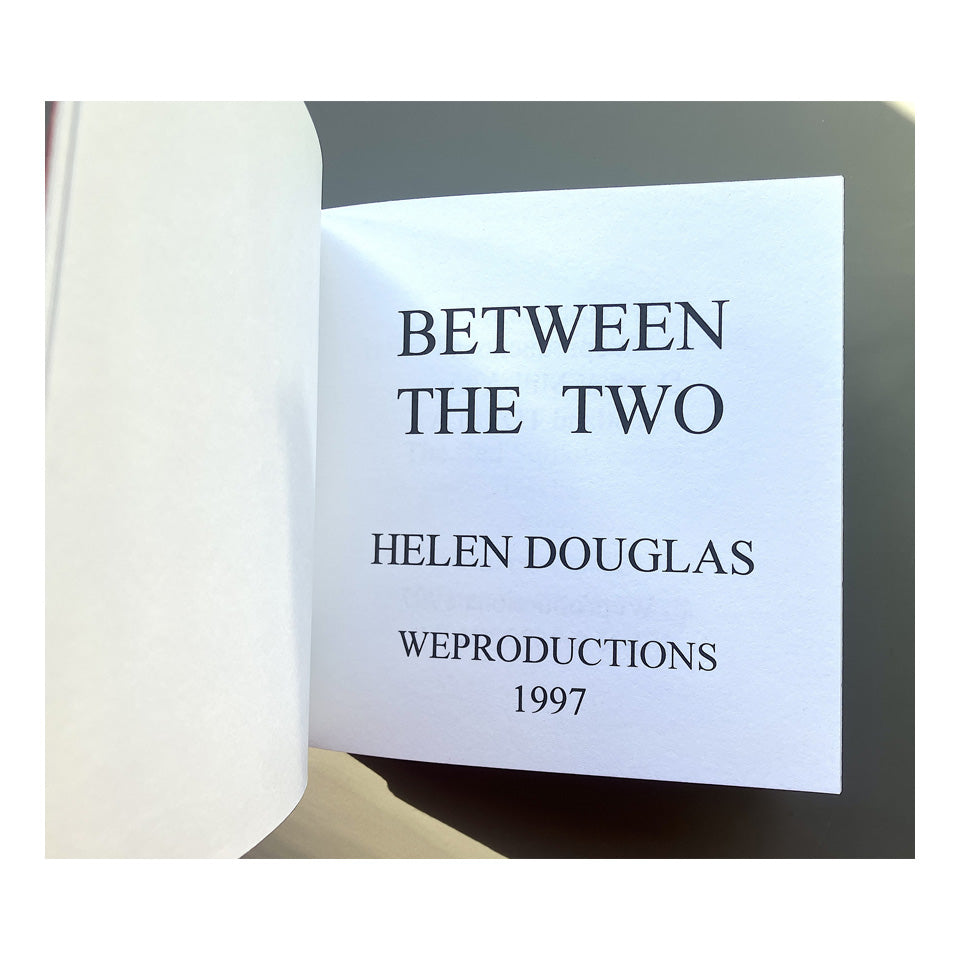 BETWEEN
THE TWO
HELEN DOUGLAS
WEPRODUCTIONS
1997